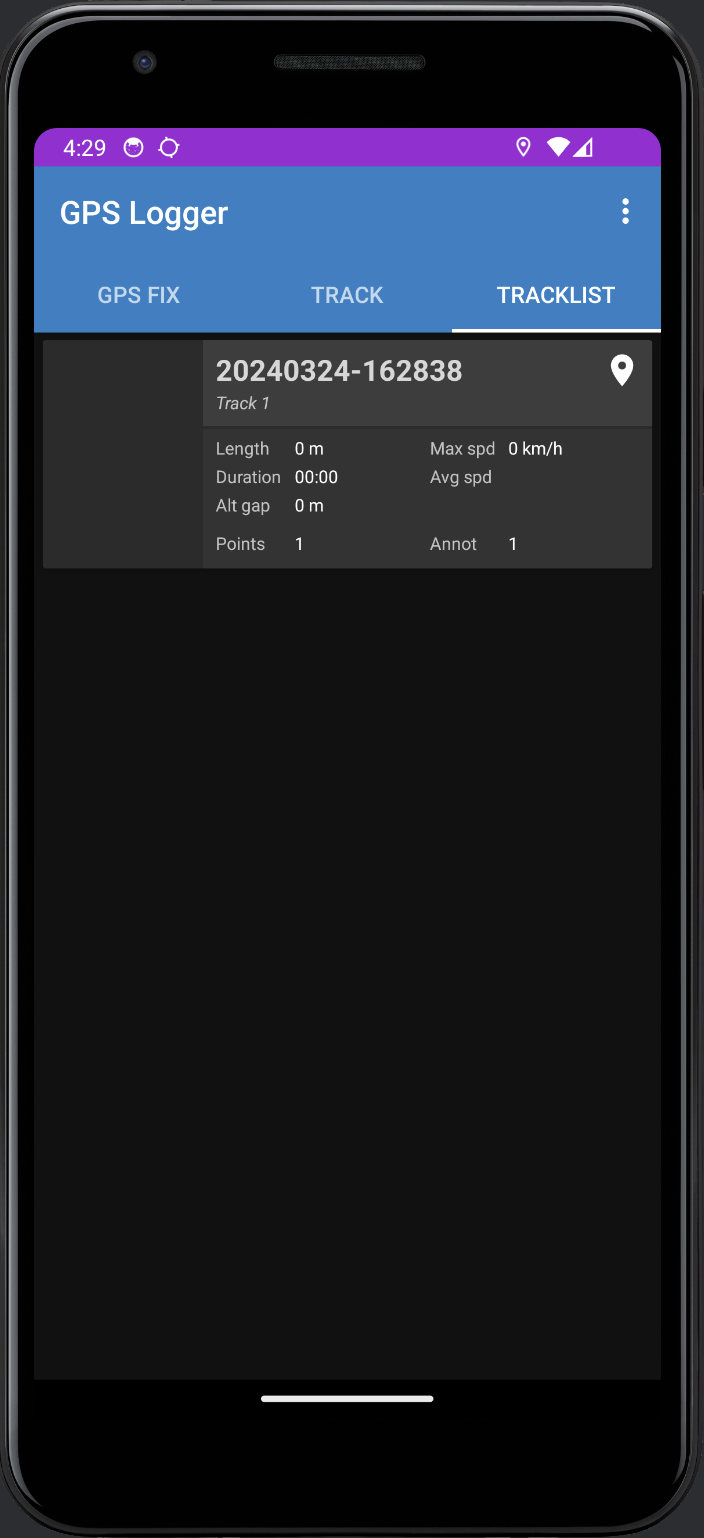 4:29
GPS Logger
GPS FIX TRACK TRACKLIST
20240324-162838
Track 1
Length 0 m Max spd 0 km/h
Duration 00:00 Avg spd
Alt gap 0 m
Points 1 Annot 1